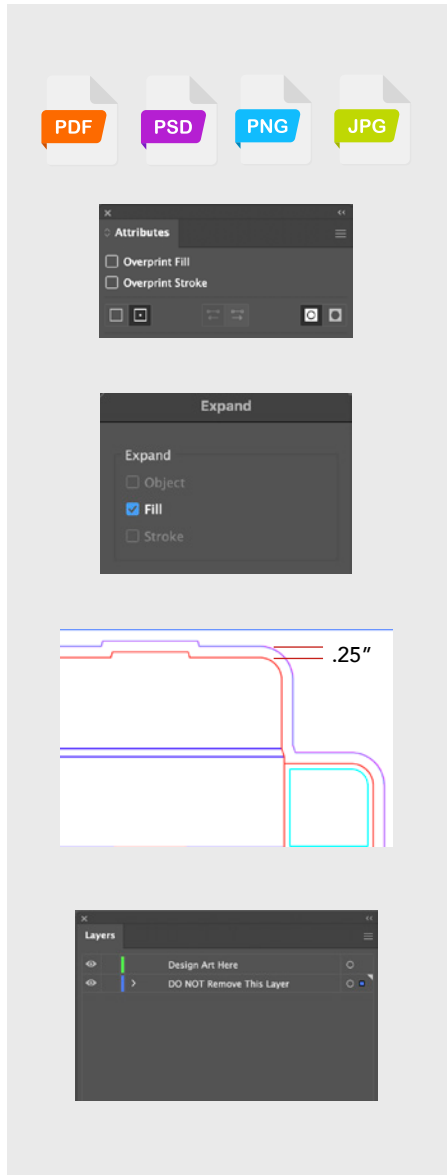 PDF PSD PNG JPG
Attributes
Overprint Fill
Overprint Stroke
Expand
Expand
Object
Fill
Stroke
.25”
Layers
Design Art Here
DO NOT Remove This Layer